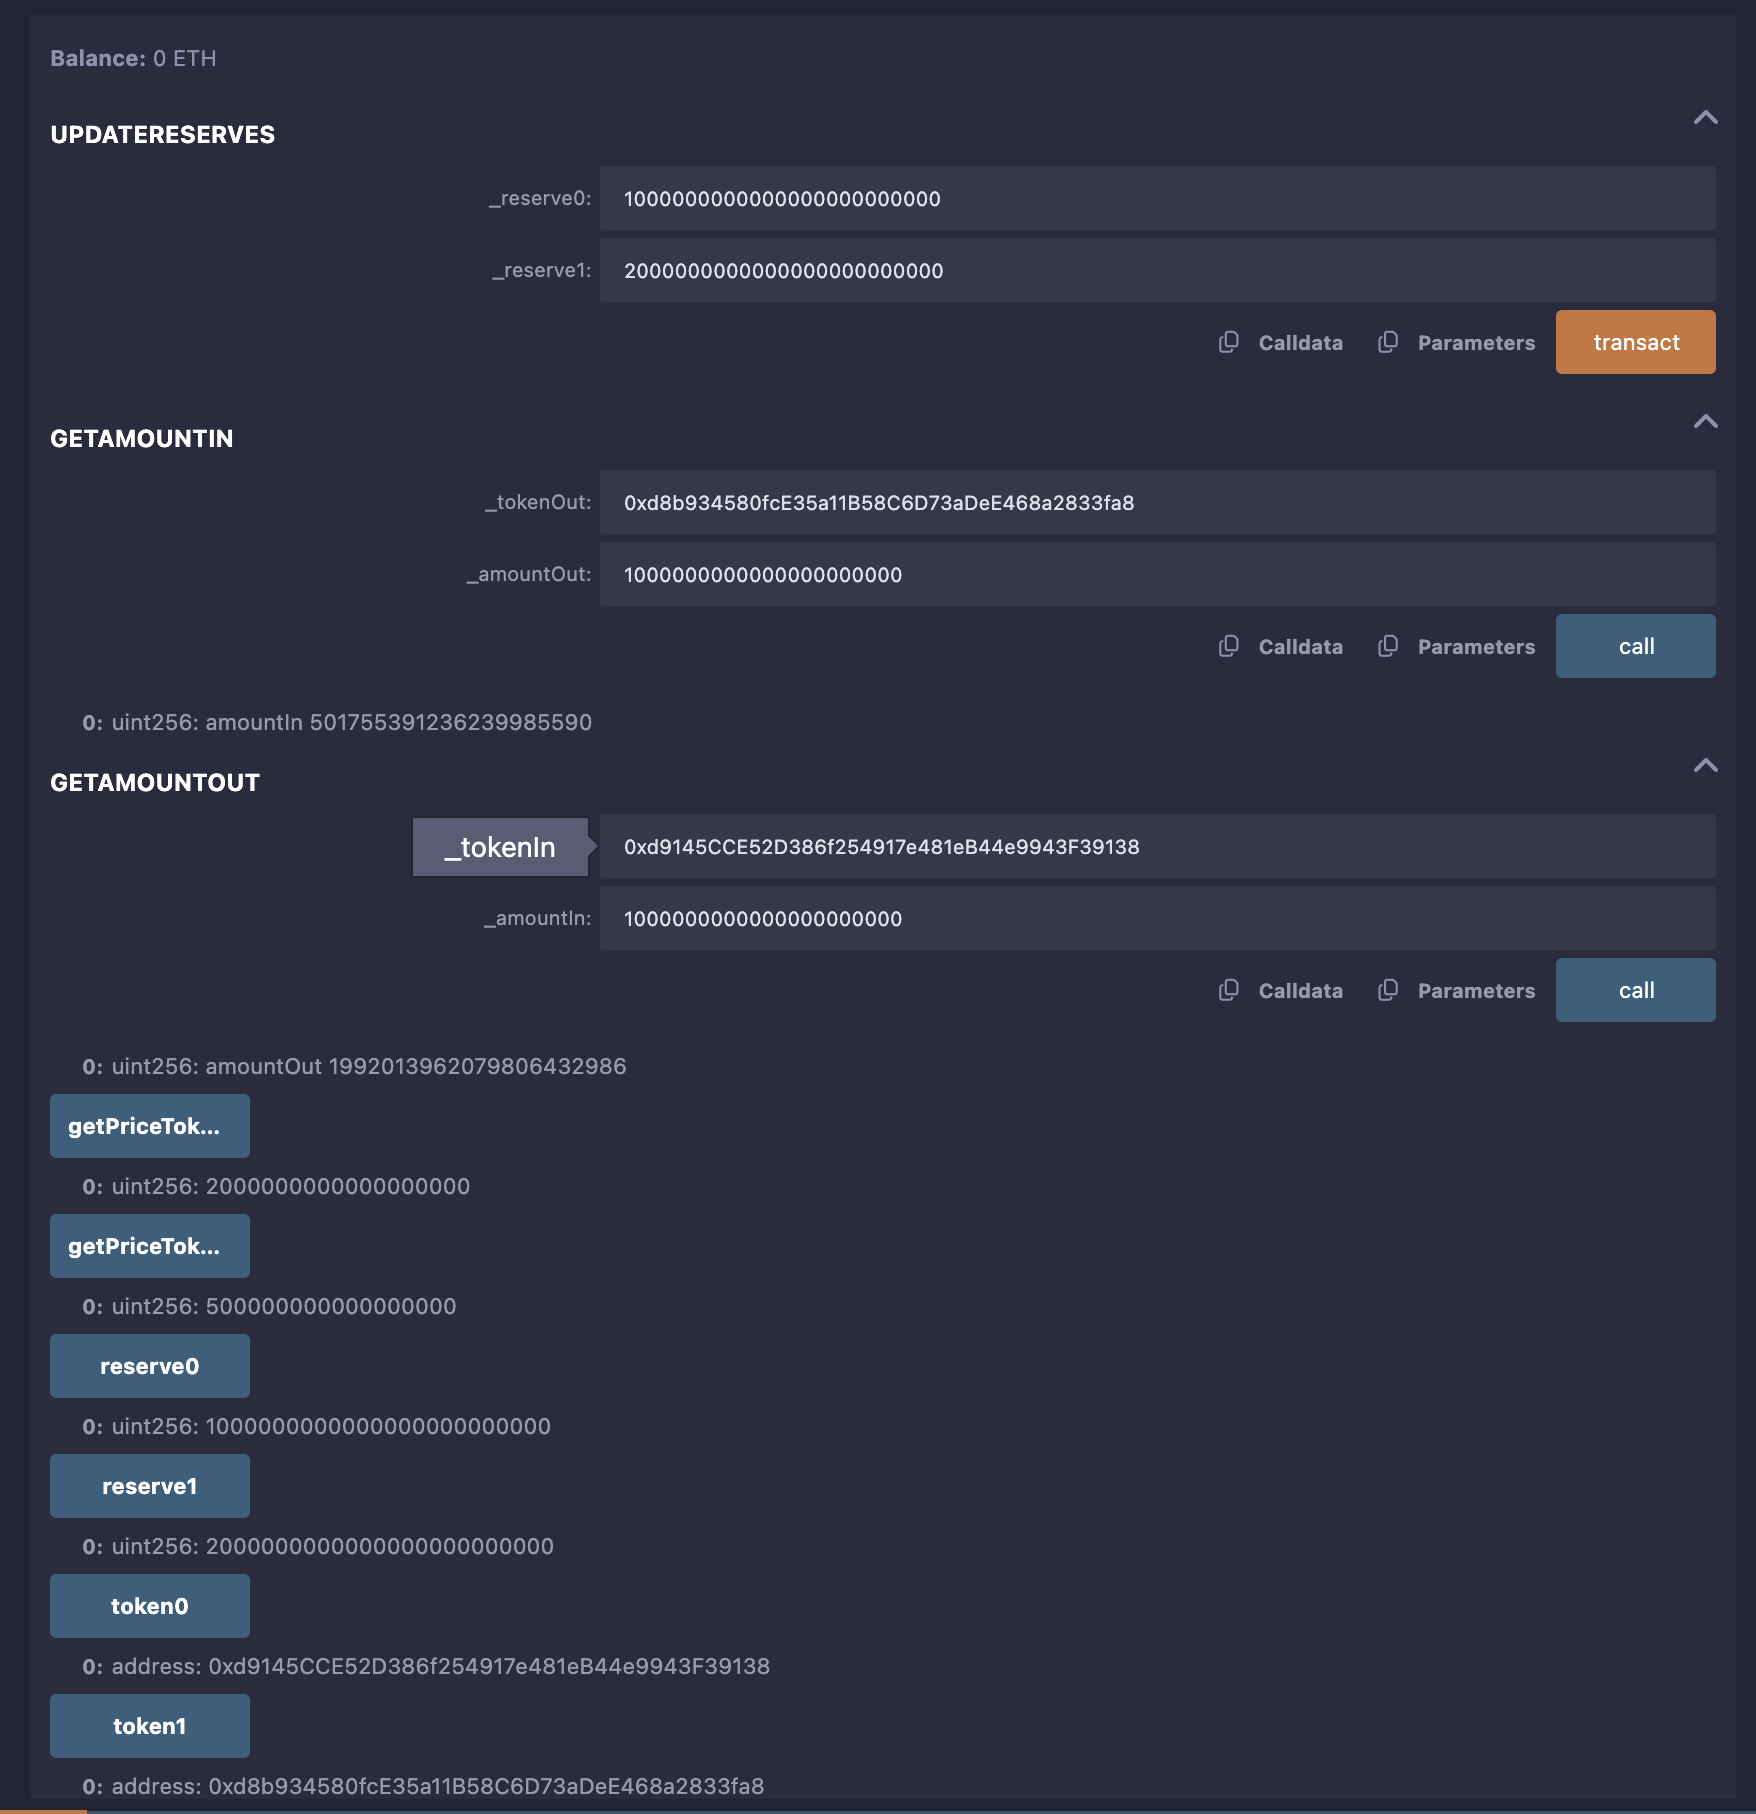 Balance: 0 ETH
UPDATERESERVES
_reserve0:
1000000000000000000000000
_reserve1:
2000000000000000000000000
Calldata Parameters transact
GETAMOUNTIN
_tokenOut:
0xd8b934580fcE35a11B58C6D73aDeE468a2833fa8
_amountOut:
1000000000000000000000
Calldata Parameters call
0: uint256: amountIn 501755391236239985590
GETAMOUNTOUT
_tokenIn
0xd9145CCE52D386f254917e481eB44e9943F39138
_amountIn:
1000000000000000000000
Calldata Parameters call
0: uint256: amountOut 1992013962079806432986
getPriceTok...
0: uint256: 2000000000000000000
getPriceTok...
0: uint256: 500000000000000000
reserve0
0: uint256: 1000000000000000000000000
reserve1
0: uint256: 2000000000000000000000000
token0
0: address: 0xd9145CCE52D386f254917e481eB44e9943F39138
token1
0: address: 0xd8b934580fcE35a11B58C6D73aDeE468a2833fa8